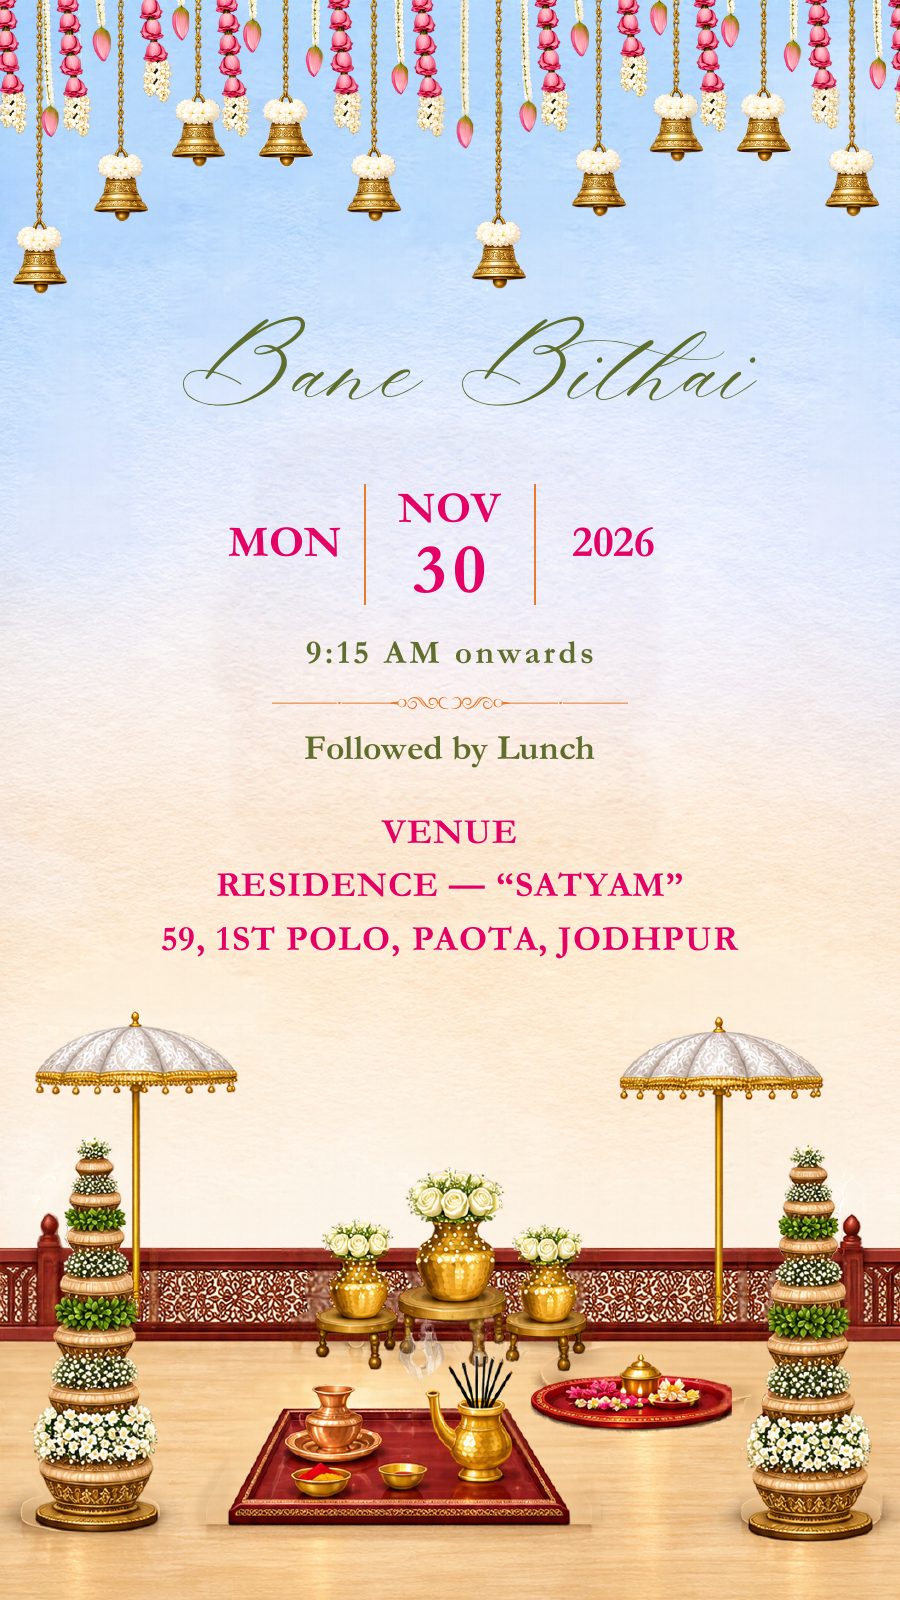 Bane Bithai
MON
NOV
30
2026
9:15 AM onwards
Followed by Lunch
VENUE
RESIDENCE — “SATYAM”
59, 1ST POLO, PAOTA, JODHPUR